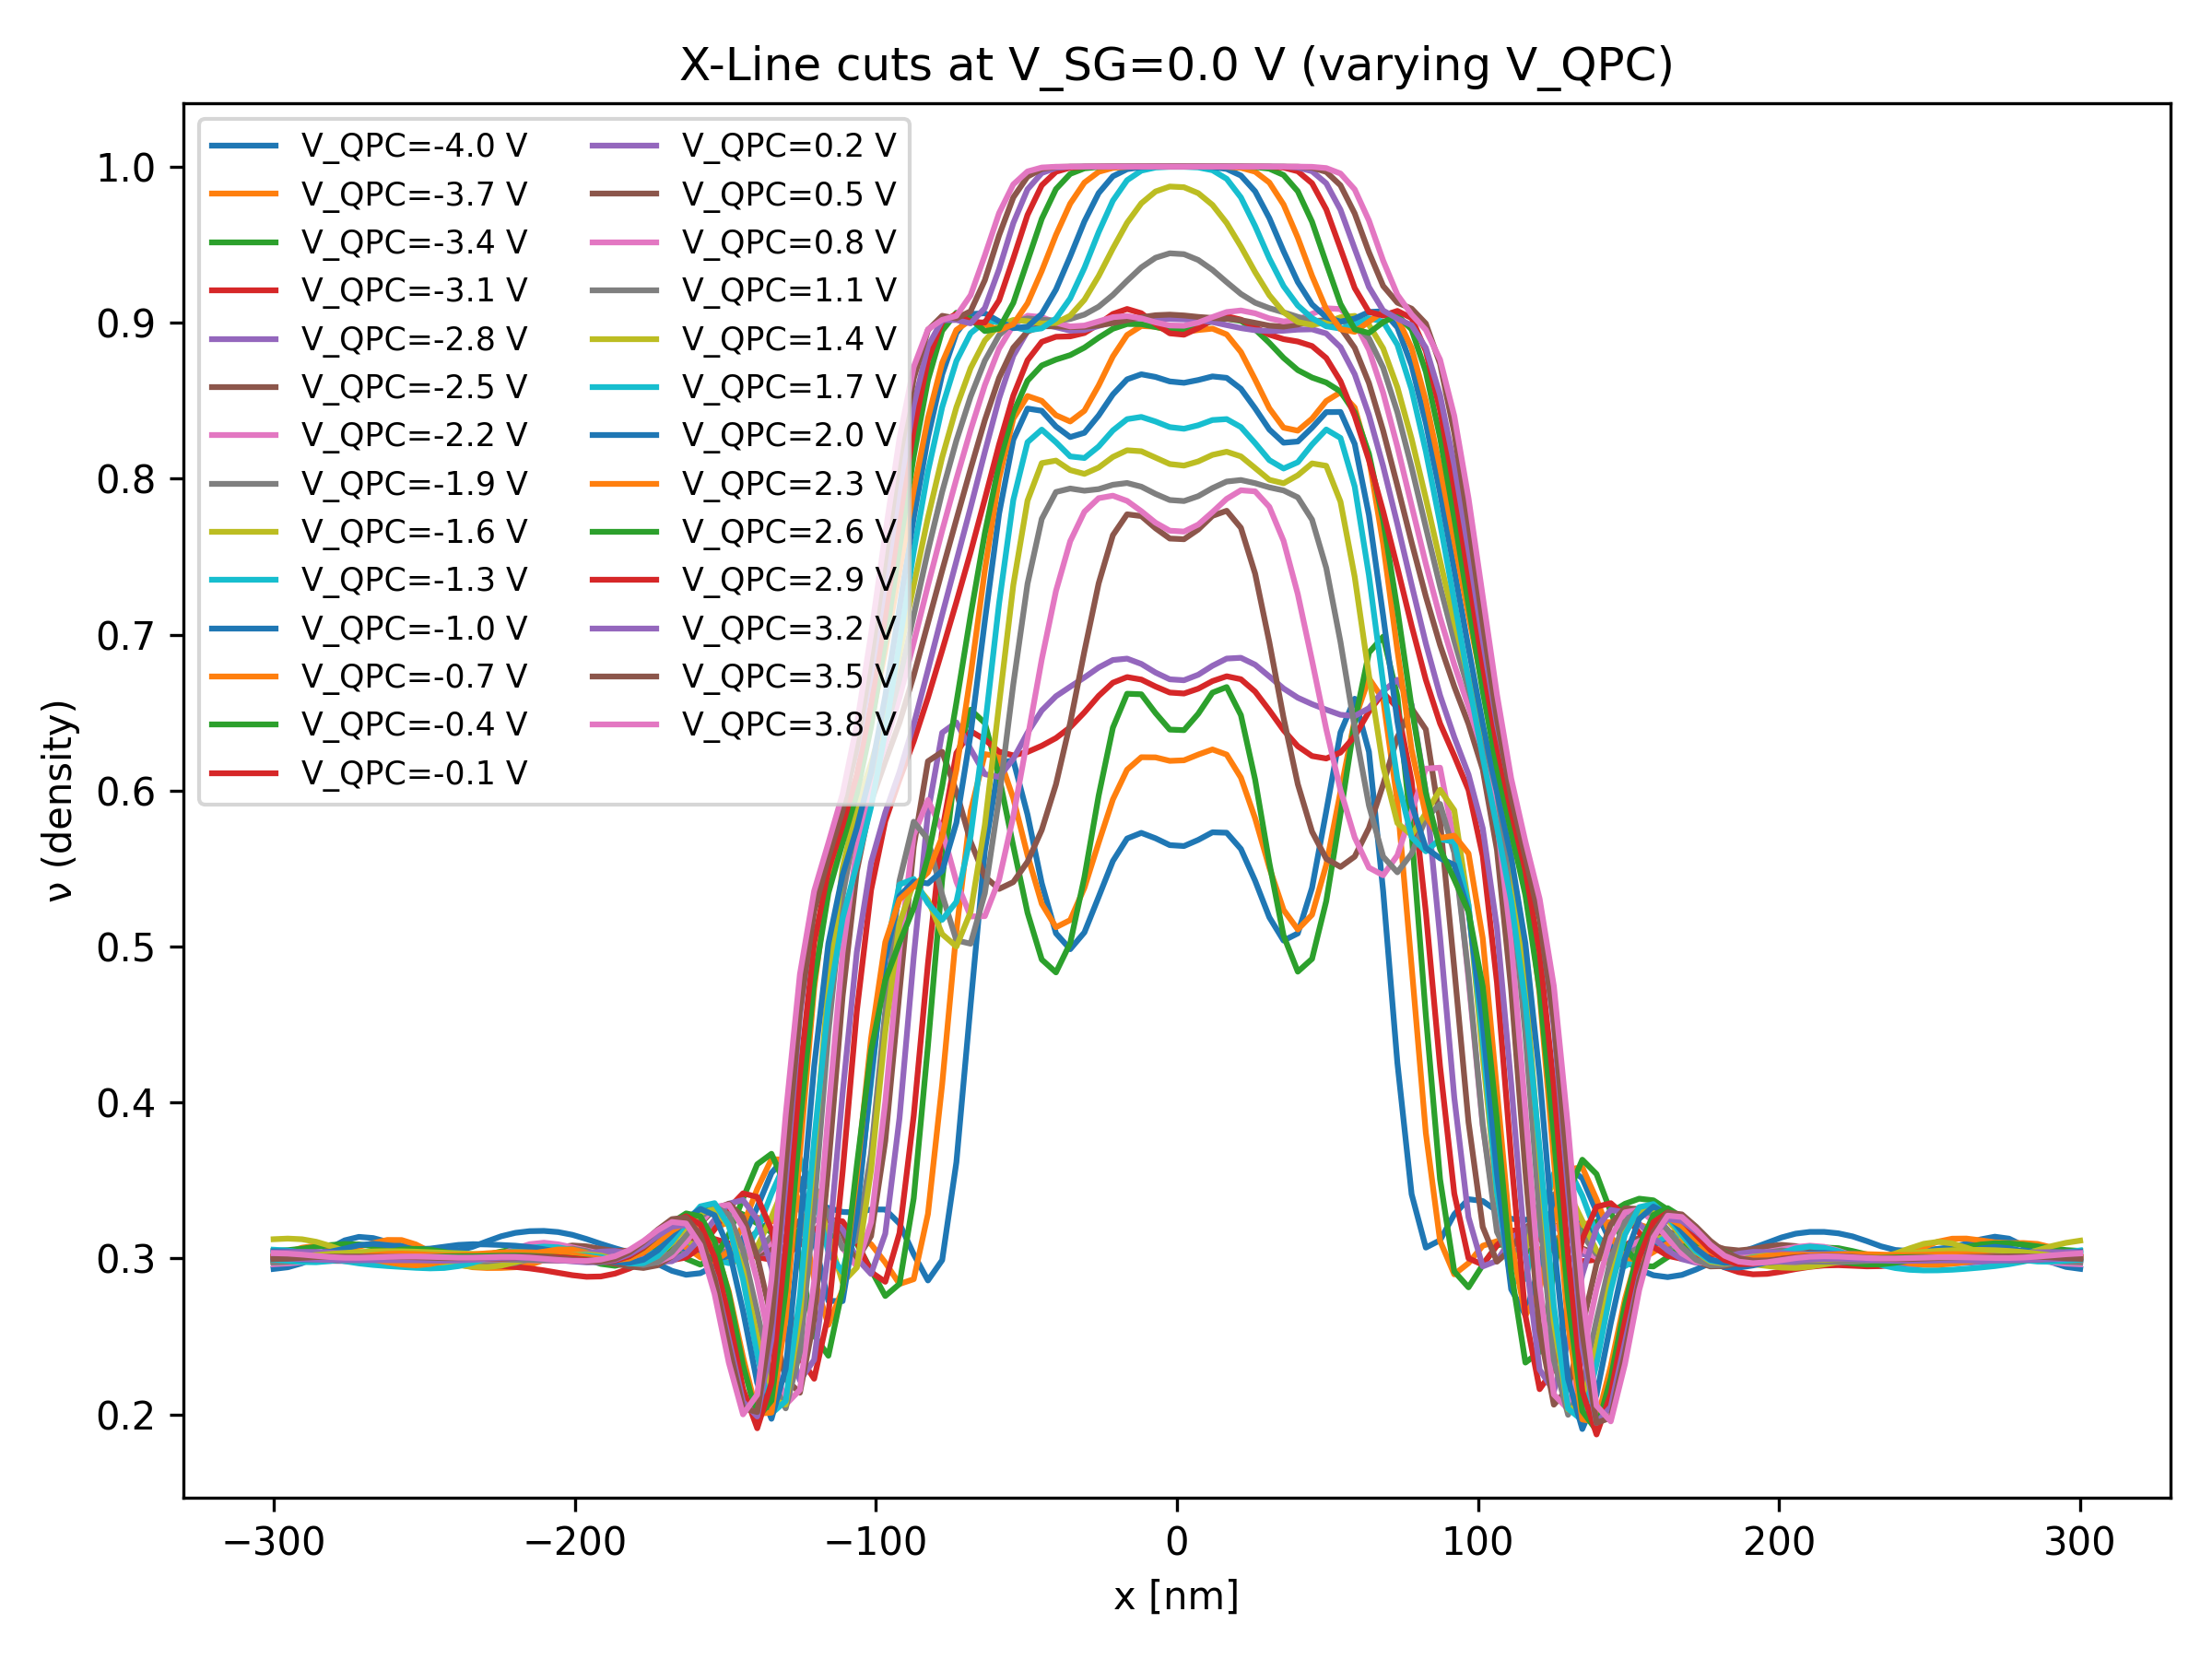 X-Line cuts at V_SG=0.0 V (varying V_QPC)
V_QPC=-4.0 V
V_QPC=-3.7 V
V_QPC=-3.4 V
V_QPC=-3.1 V
V_QPC=-2.8 V
V_QPC=-2.5 V
V_QPC=-2.2 V
V_QPC=-1.9 V
V_QPC=-1.6 V
V_QPC=-1.3 V
V_QPC=-1.0 V
V_QPC=-0.7 V
V_QPC=-0.4 V
V_QPC=-0.1 V
V_QPC=0.2 V
V_QPC=0.5 V
V_QPC=0.8 V
V_QPC=1.1 V
V_QPC=1.4 V
V_QPC=1.7 V
V_QPC=2.0 V
V_QPC=2.3 V
V_QPC=2.6 V
V_QPC=2.9 V
V_QPC=3.2 V
V_QPC=3.5 V
V_QPC=3.8 V
1.0
0.9
0.8
0.7
0.6
0.5
0.4
0.3
0.2
ν (density)
−300
−200
−100
0
100
200
300
x [nm]